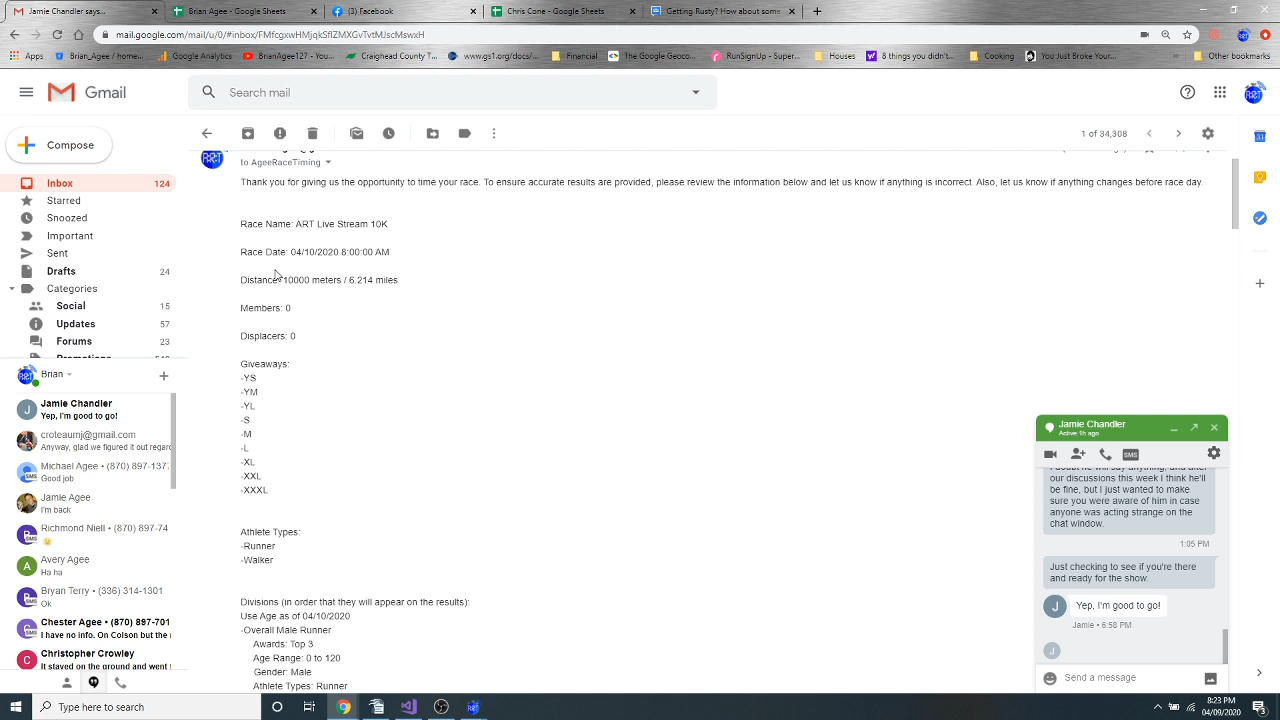 Jamie Chandler says...
Brian Agee - Google Sheets
(3) Facebook
Chris Cone - Google Sheets
Getting Rusty? How about some
mail.google.com/mail/u/0/#inbox/
Apps
Brian_Agee / home...
Google Analytics
BrianAgee127 - You...
Craighead County T...
www.es1.org/docs/...
Financial
The Google Geoco...
RunSignUp - Super...
Houses
8 things you didn't...
Cooking
You Just Broke Your...
Other bookmarks
Gmail
Search mail
Compose
1 of 34,308
Inbox 124
Starred
Snoozed
Important
Sent
Drafts 24
Categories
Social 15
Updates 57
Forums 23
Brian
Jamie Chandler
Yep, I'm good to go!
croteaumj@gmail.com
Anyway, glad we figured it out regard
Michael Agee • (870) 897-137
Good job
Jamie Agee
I'm back
Richmond Niell • (870) 897-74
Avery Agee
Ha ha
Bryan Terry • (336) 314-1301
Ok
Chester Agee • (870) 897-701
I have no info. On Colson but the
Christopher Crowley
It stayed on the ground and went
to AgeeRaceTiming
Thank you for giving us the opportunity to time your race. To ensure accurate results are provided, please review the information below and let us know if anything is incorrect. Also, let us know if anything changes before race day.
Race Name: ART Live Stream 10K
Race Date: 04/10/2020 8:00:00 AM
Distance: 10000 meters / 6.214 miles
Members: 0
Displacers: 0
Giveaways:
-YS
-YM
-YL
-S
-M
-L
-XL
-XXL
-XXXL
Athlete Types:
-Runner
-Walker
Divisions (in order that they will appear on the results):
Use Age as of 04/10/2020
-Overall Male Runner
Awards: Top 3
Age Range: 0 to 120
Gender: Male
Athlete Types: Runner
Jamie Chandler
Active 1h ago
SMS
our discussions this week I think he'll
be fine, but I just wanted to make
sure you were aware of him in case
anyone was acting strange on the
chat window.
1:05 PM
Just checking to see if you're there
and ready for the show.
J
Yep, I'm good to go!
Jamie • 6:58 PM
J
Send a message
Type here to search
8:23 PM
04/09/2020